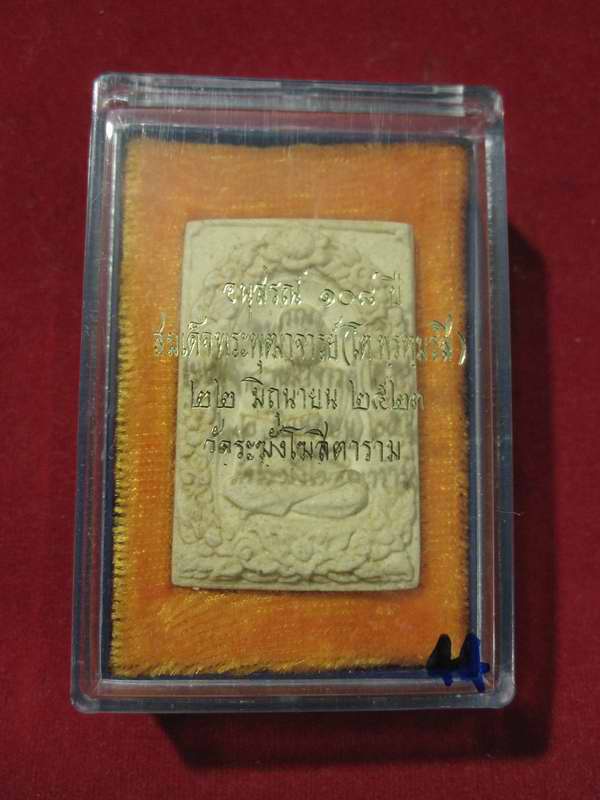 อนุสรณ์ ๑๐๘ ปี
สมเด็จพระพุฒาจารย์ (โต พฺรหฺมรํสี)
๒๒ มิถุนายน ๒๕๒๓
วัดระฆังโฆสิตาราม
44